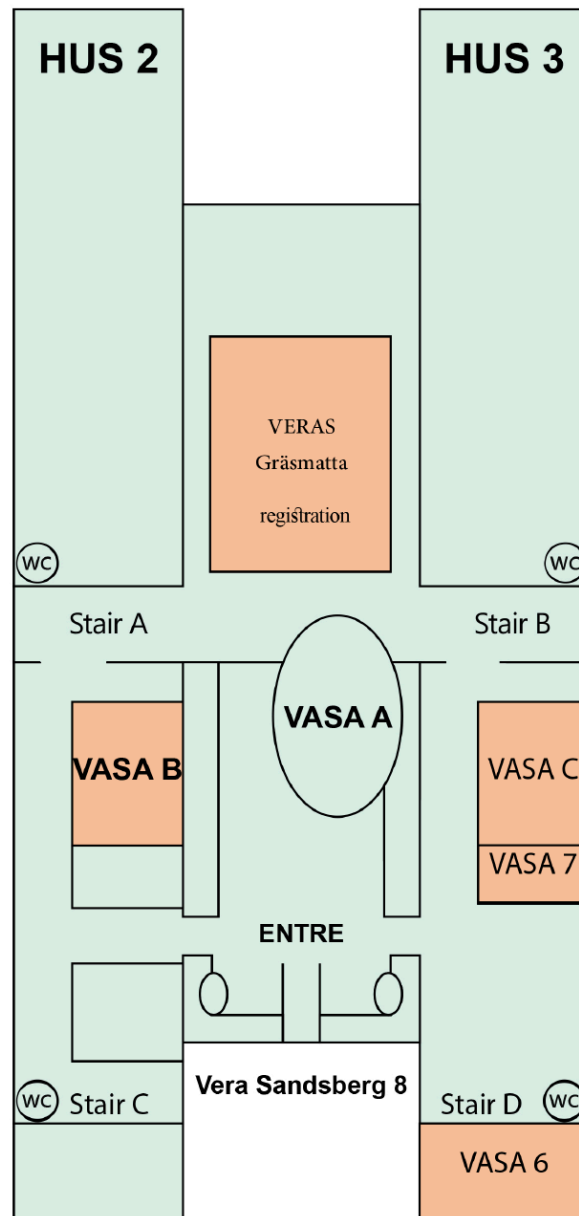 HUS 2
HUS 3
VERAS
Gräsmatta
registration
WC
WC
Stair A
Stair B
VASA A
VASA B
VASA C
VASA 7
ENTRE
Vera Sandsberg 8
WC
Stair C
Stair D
WC
VASA 6